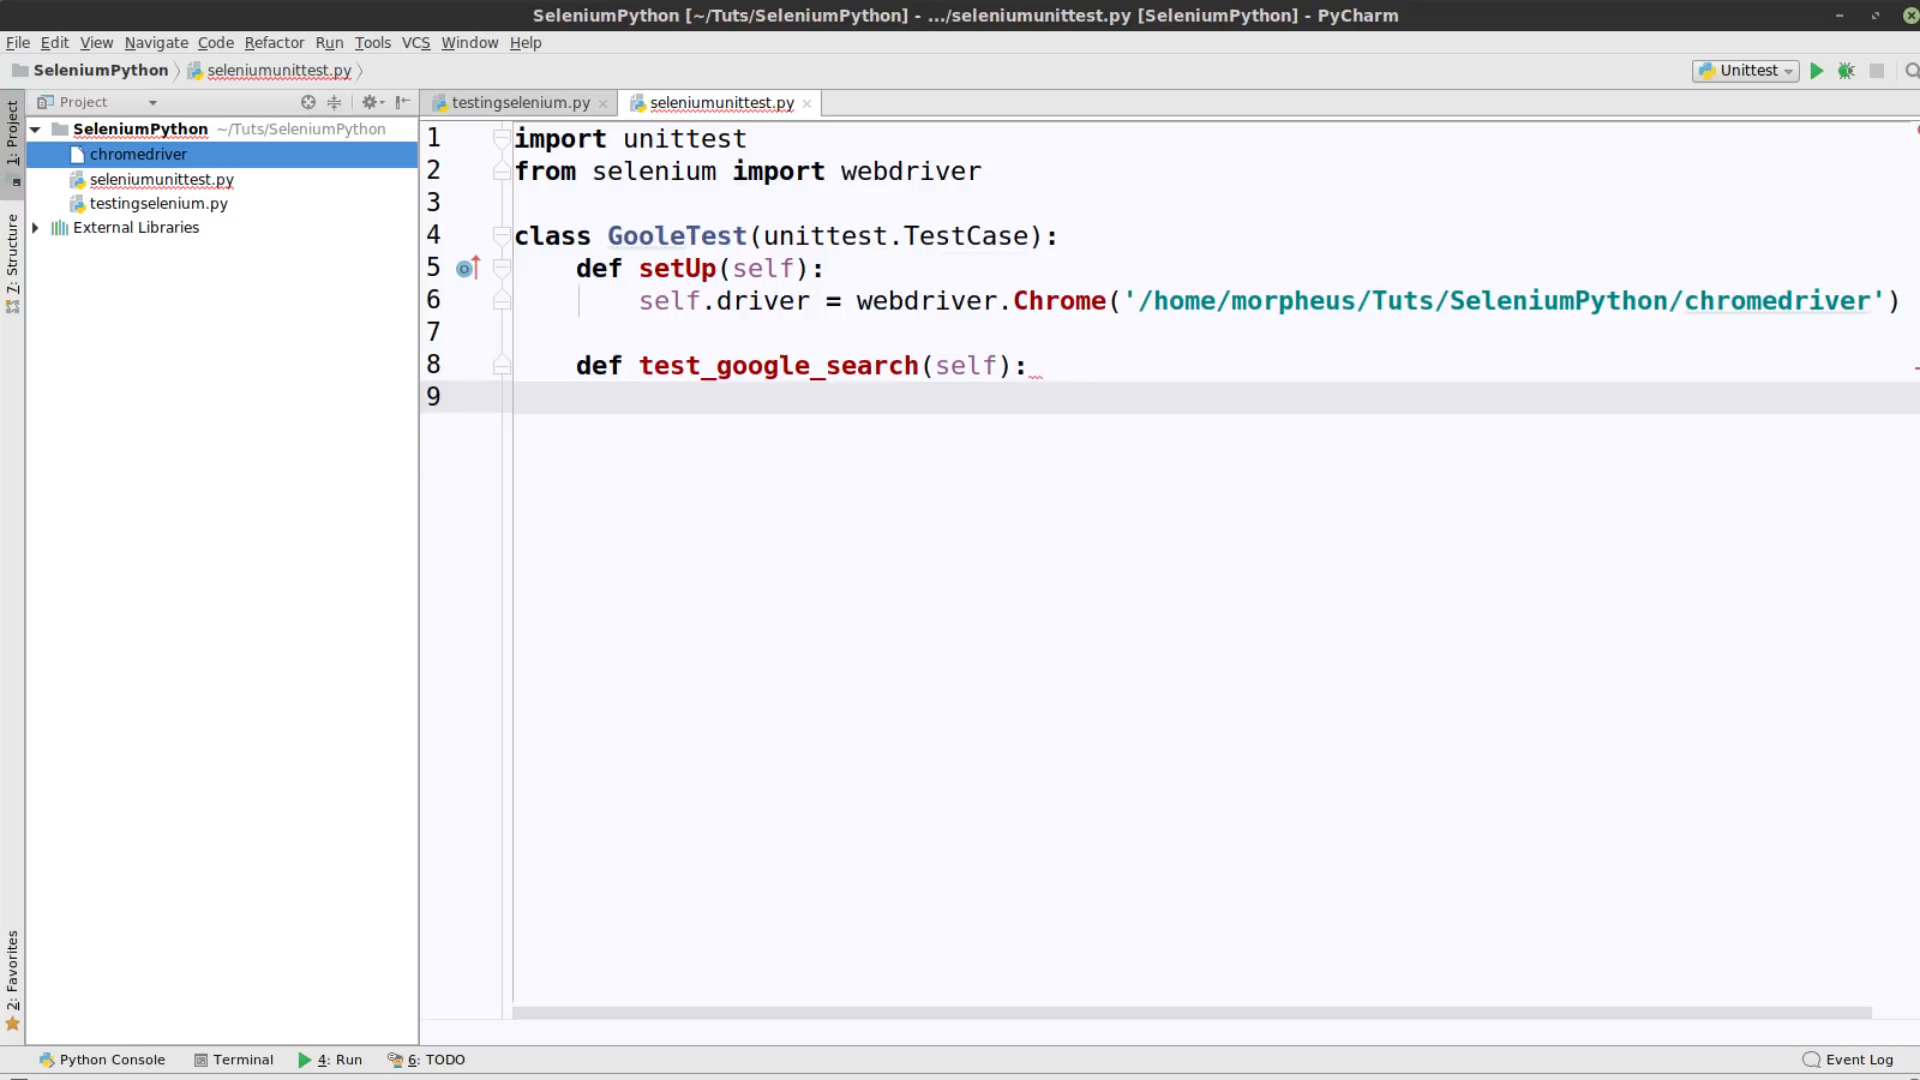 SeleniumPython [~/Tuts/SeleniumPython] - .../seleniumunittest.py [SeleniumPython] - PyCharm
File Edit View Navigate Code Refactor Run Tools VCS Window Help
SeleniumPython seleniumunittest.py Unittest
1: Project
Project
testingselenium.py seleniumunittest.py
SeleniumPython ~/Tuts/SeleniumPython
chromedriver
seleniumunittest.py
testingselenium.py
External Libraries
7: Structure
2: Favorites
1 import unittest
2 from selenium import webdriver
3
4 class GooleTest(unittest.TestCase):
5 def setUp(self):
6 self.driver = webdriver.Chrome('/home/morpheus/Tuts/SeleniumPython/chromedriver')
7
8 def test_google_search(self):
9
Python Console Terminal 4: Run 6: TODO Event Log